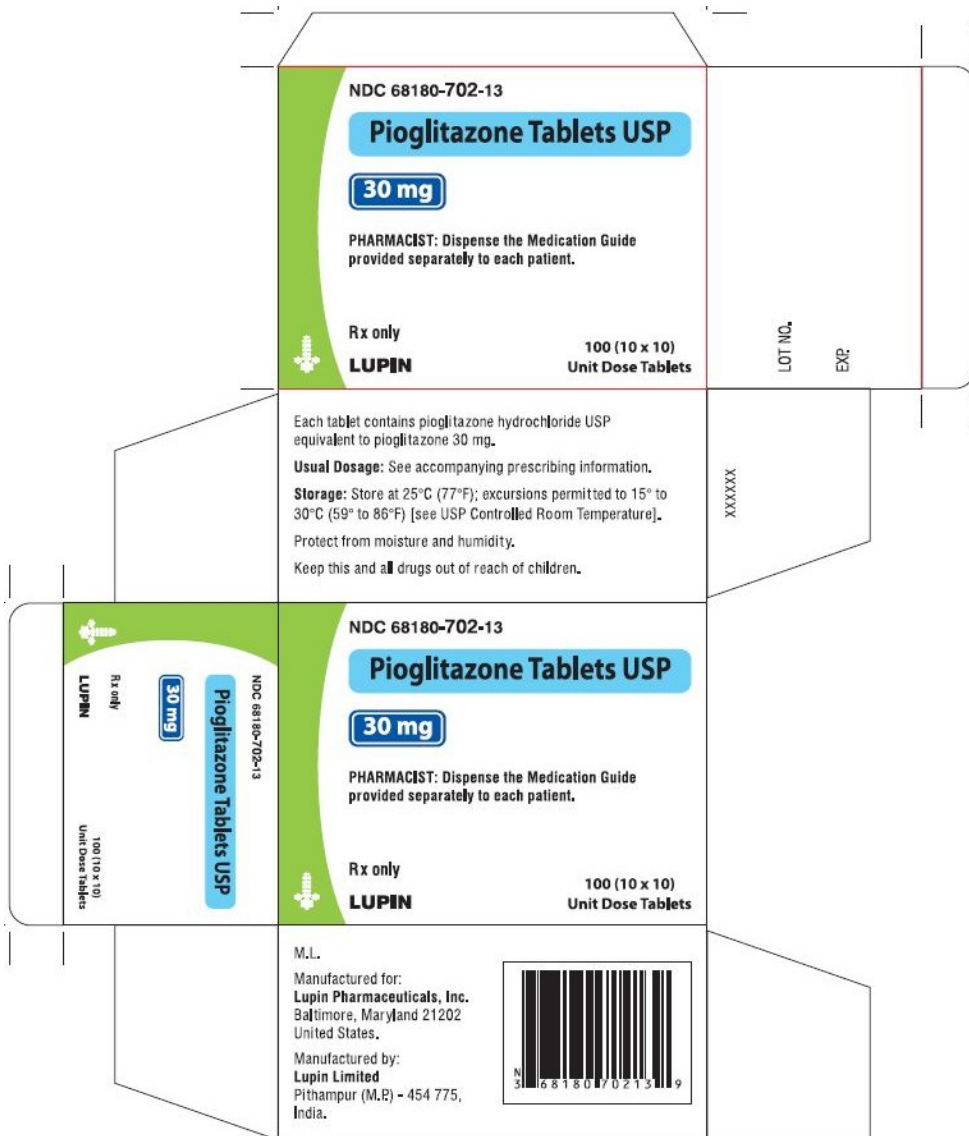 NDC 68180-702-13
Pioglitazone Tablets USP
30 mg
PHARMACIST: Dispense the Medication Guide
provided separately to each patient.
Rx only
LUPIN
100 (10 x 10)
Unit Dose Tablets
LOT NO.
EXP.
Each tablet contains pioglitazone hydrochloride USP
equivalent to pioglitazone 30 mg.
Usual Dosage: See accompanying prescribing information.
Storage: Store at 25°C (77°F); excursions permitted to 15° to
30°C (59° to 86°F) [see USP Controlled Room Temperature].
Protect from moisture and humidity.
Keep this and all drugs out of reach of children.
XXXXXX
NDC 68180-702-13
Pioglitazone Tablets USP
30 mg
Rx only
LUPIN
100 (10 x 10)
Unit Dose Tablets
NDC 68180-702-13
Pioglitazone Tablets USP
30 mg
PHARMACIST: Dispense the Medication Guide
provided separately to each patient.
Rx only
LUPIN
100 (10 x 10)
Unit Dose Tablets
M.L.
Manufactured for:
Lupin Pharmaceuticals, Inc.
Baltimore, Maryland 21202
United States.
Manufactured by:
Lupin Limited
Pithampur (M.P.) - 454 775,
India.
N
3 68180 70213 9